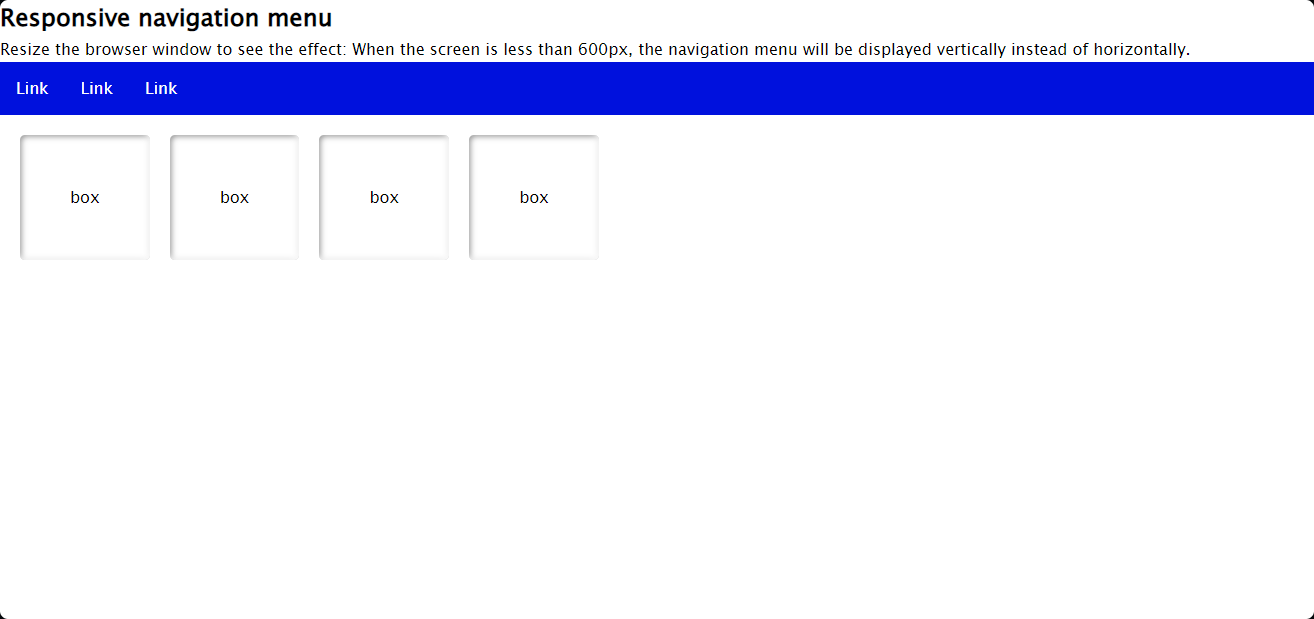 Responsive navigation menu
Resize the browser window to see the effect: When the screen is less than 600px, the navigation menu will be displayed vertically instead of horizontally.
Link Link Link
box box box box